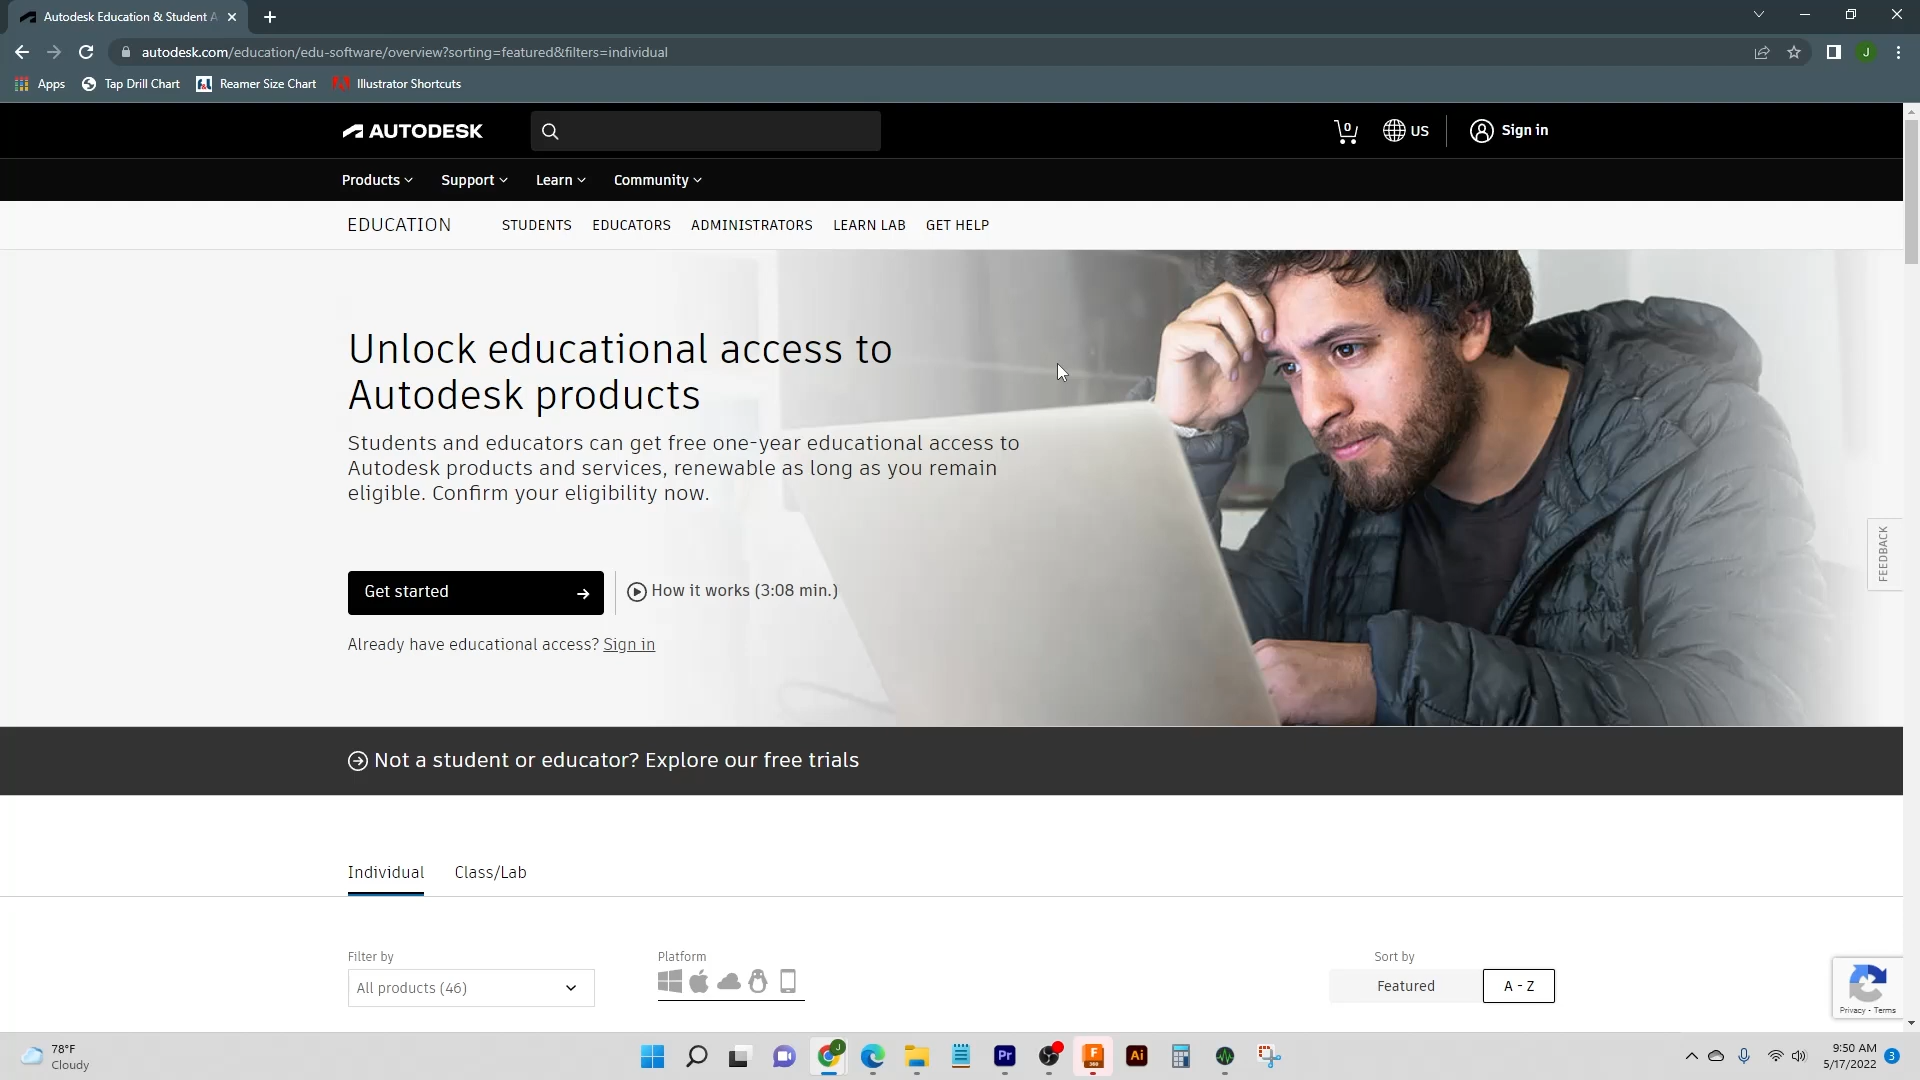 Autodesk Education & Student A
autodesk.com/education/edu-software/overview?sorting=featured&filters=individual
J
Apps
Tap Drill Chart
Reamer Size Chart
Illustrator Shortcuts
AUTODESK
0
US
Sign in
Products
Support
Learn
Community
EDUCATION
STUDENTS
EDUCATORS
ADMINISTRATORS
LEARN LAB
GET HELP
Unlock educational access to
Autodesk products
Students and educators can get free one-year educational access to
Autodesk products and services, renewable as long as you remain
eligible. Confirm your eligibility now.
FEEDBACK
Get started
How it works (3:08 min.)
Already have educational access? Sign in
Not a student or educator? Explore our free trials
Individual
Class/Lab
Filter by
Platform
Sort by
All products (46)
Featured
A - Z
Privacy - Terms
78°F
Cloudy
J
Pr
F
360
Ai
9:50 AM
5/17/2022
3